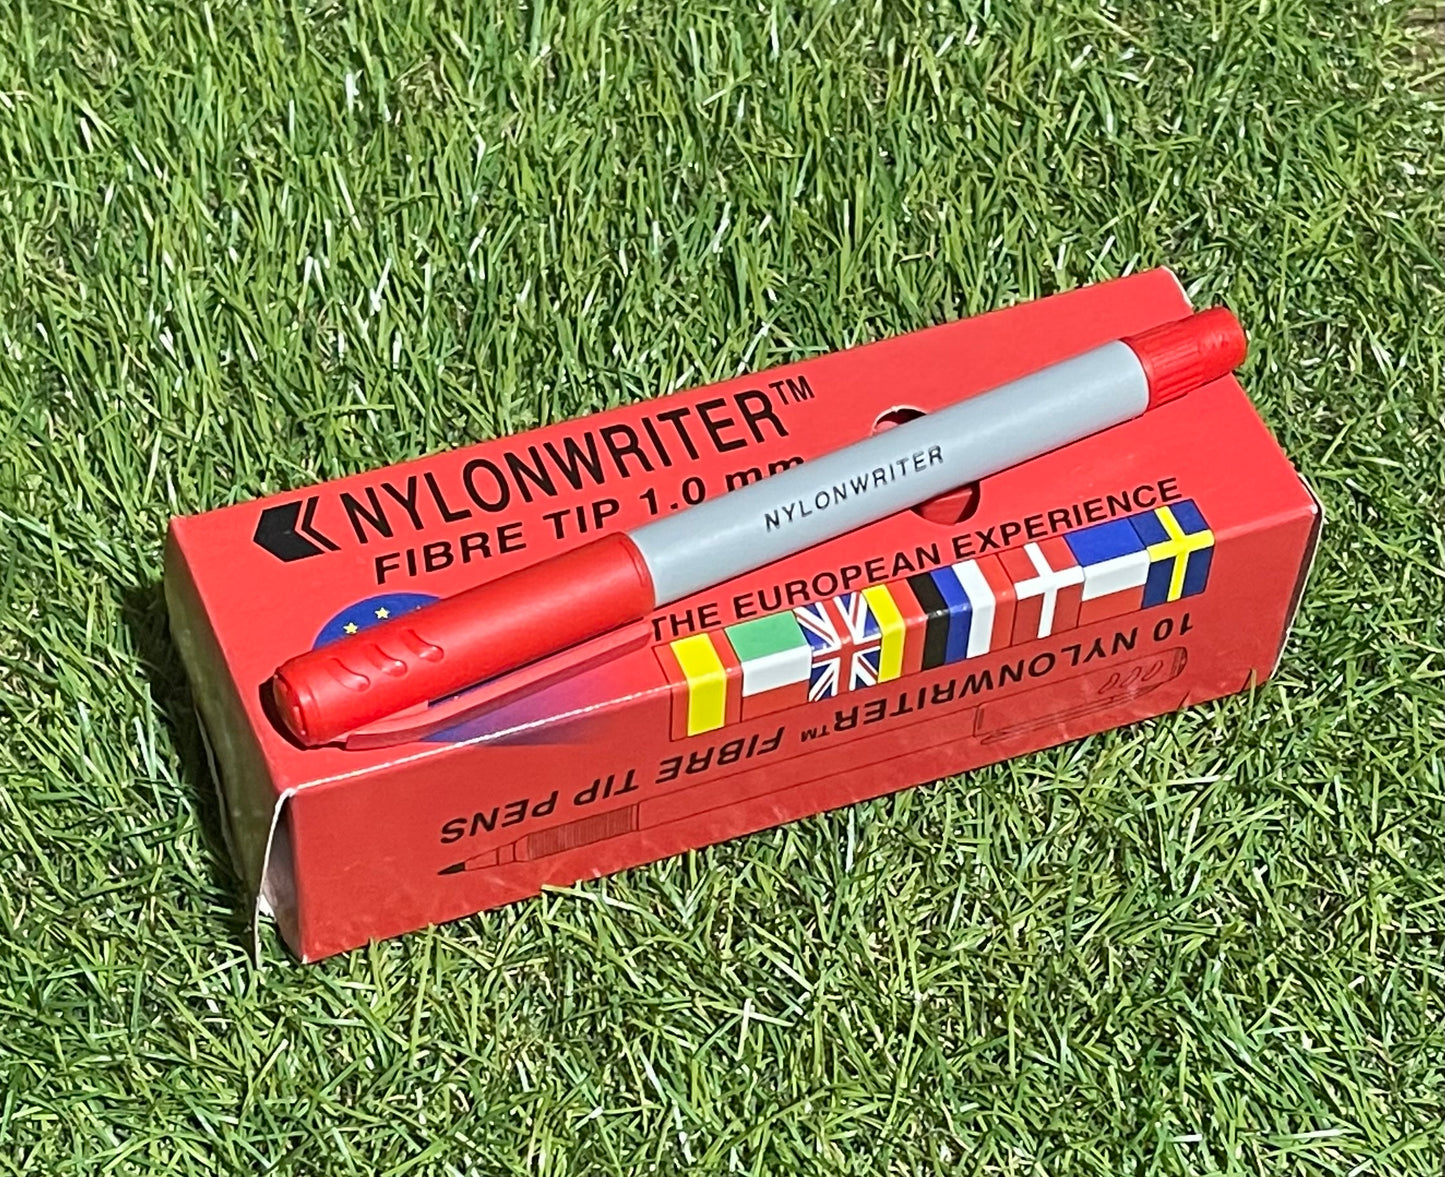 NYLONWRITER™
FIBRE TIP 1.0 mm
NYLONWRITER
THE EUROPEAN EXPERIENCE
10 NYLONWRITER™ FIBRE TIP PENS